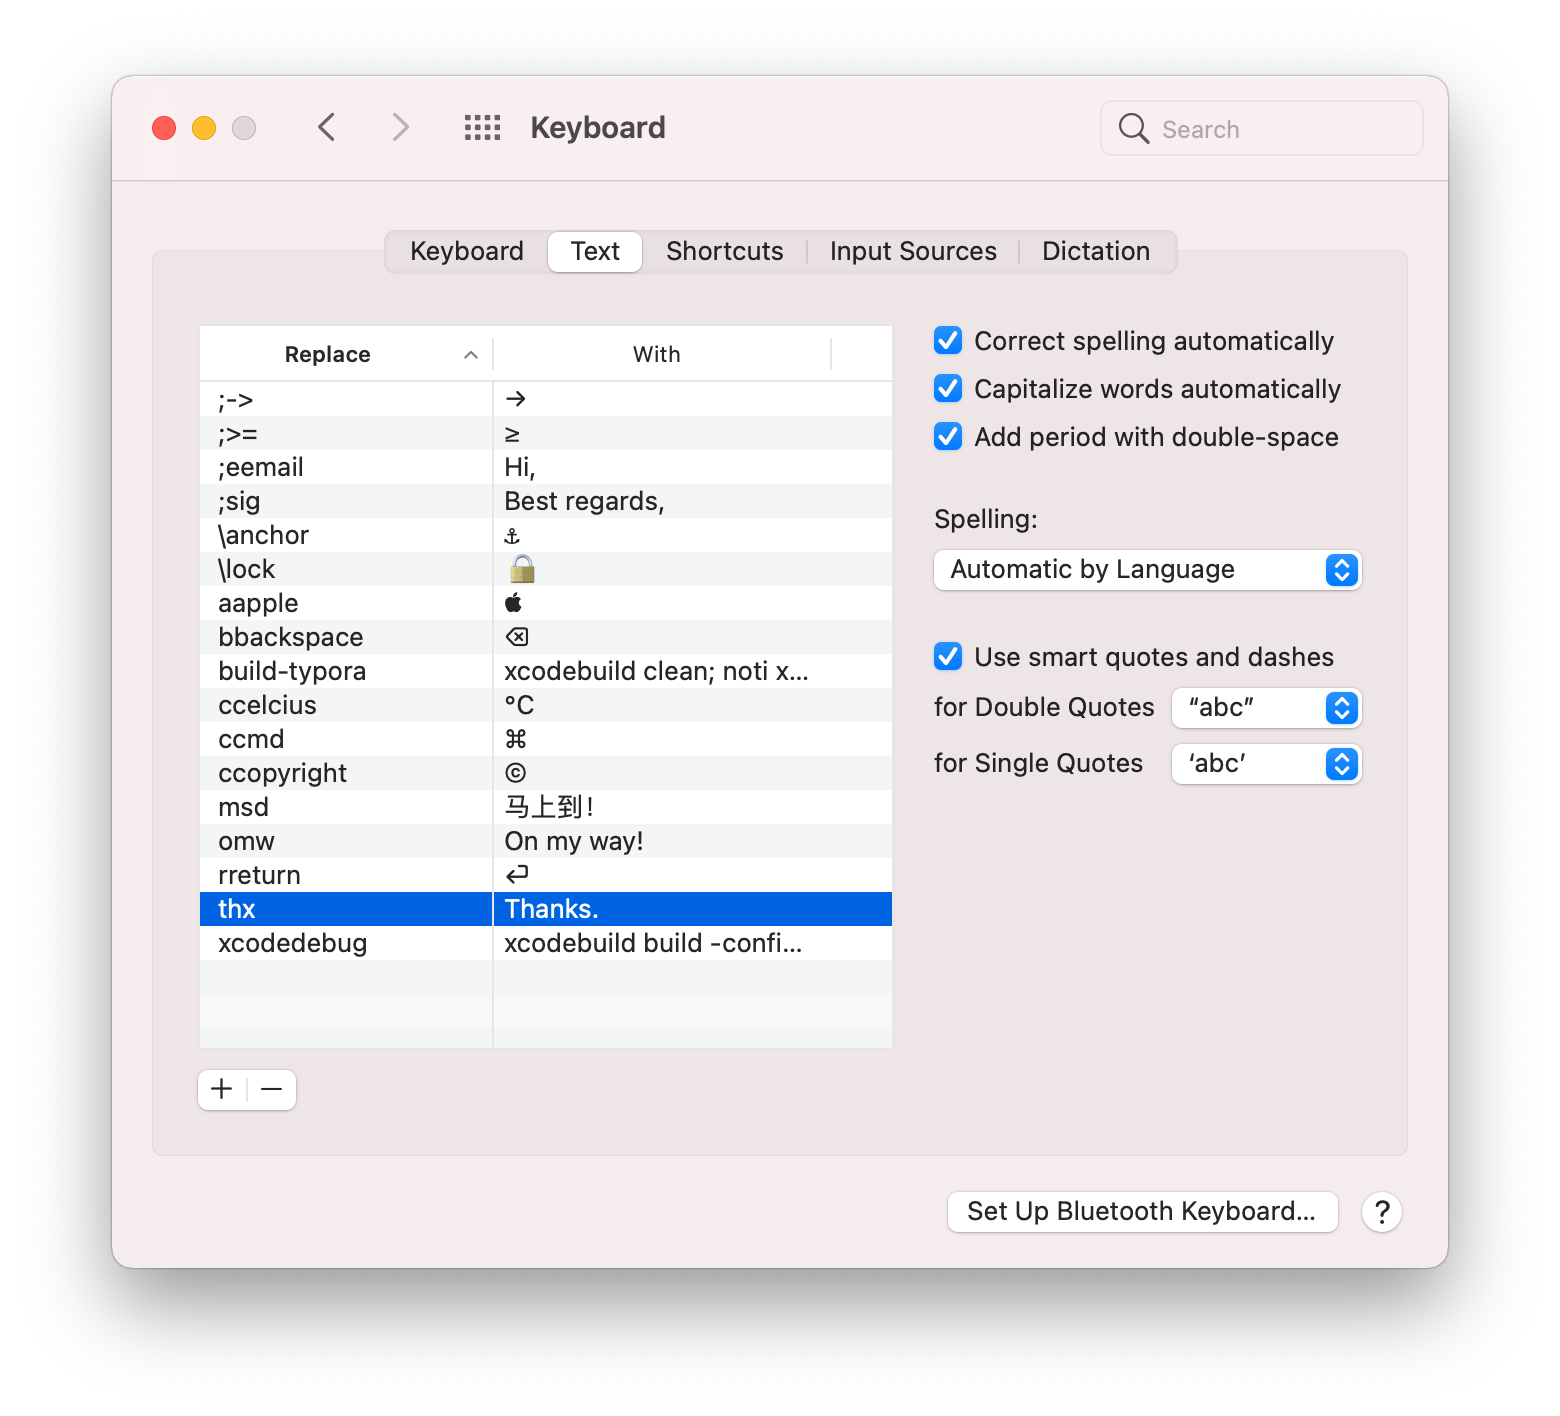 Keyboard
Search
Keyboard Text Shortcuts Input Sources Dictation
Replace With
;-> →
;>= ≥
;eemail Hi,
;sig Best regards,
\anchor ⚓︎
\lock 🔒
aapple 
bbackspace ⌫
build-typora xcodebuild clean; noti x...
ccelcius °C
ccmd ⌘
ccopyright ©
msd 马上到!
omw On my way!
rreturn ↩
thx Thanks.
xcodedebug xcodebuild build -confi...
Correct spelling automatically
Capitalize words automatically
Add period with double-space
Spelling:
Automatic by Language
Use smart quotes and dashes
for Double Quotes “abc”
for Single Quotes ‘abc’
+ −
Set Up Bluetooth Keyboard... ?